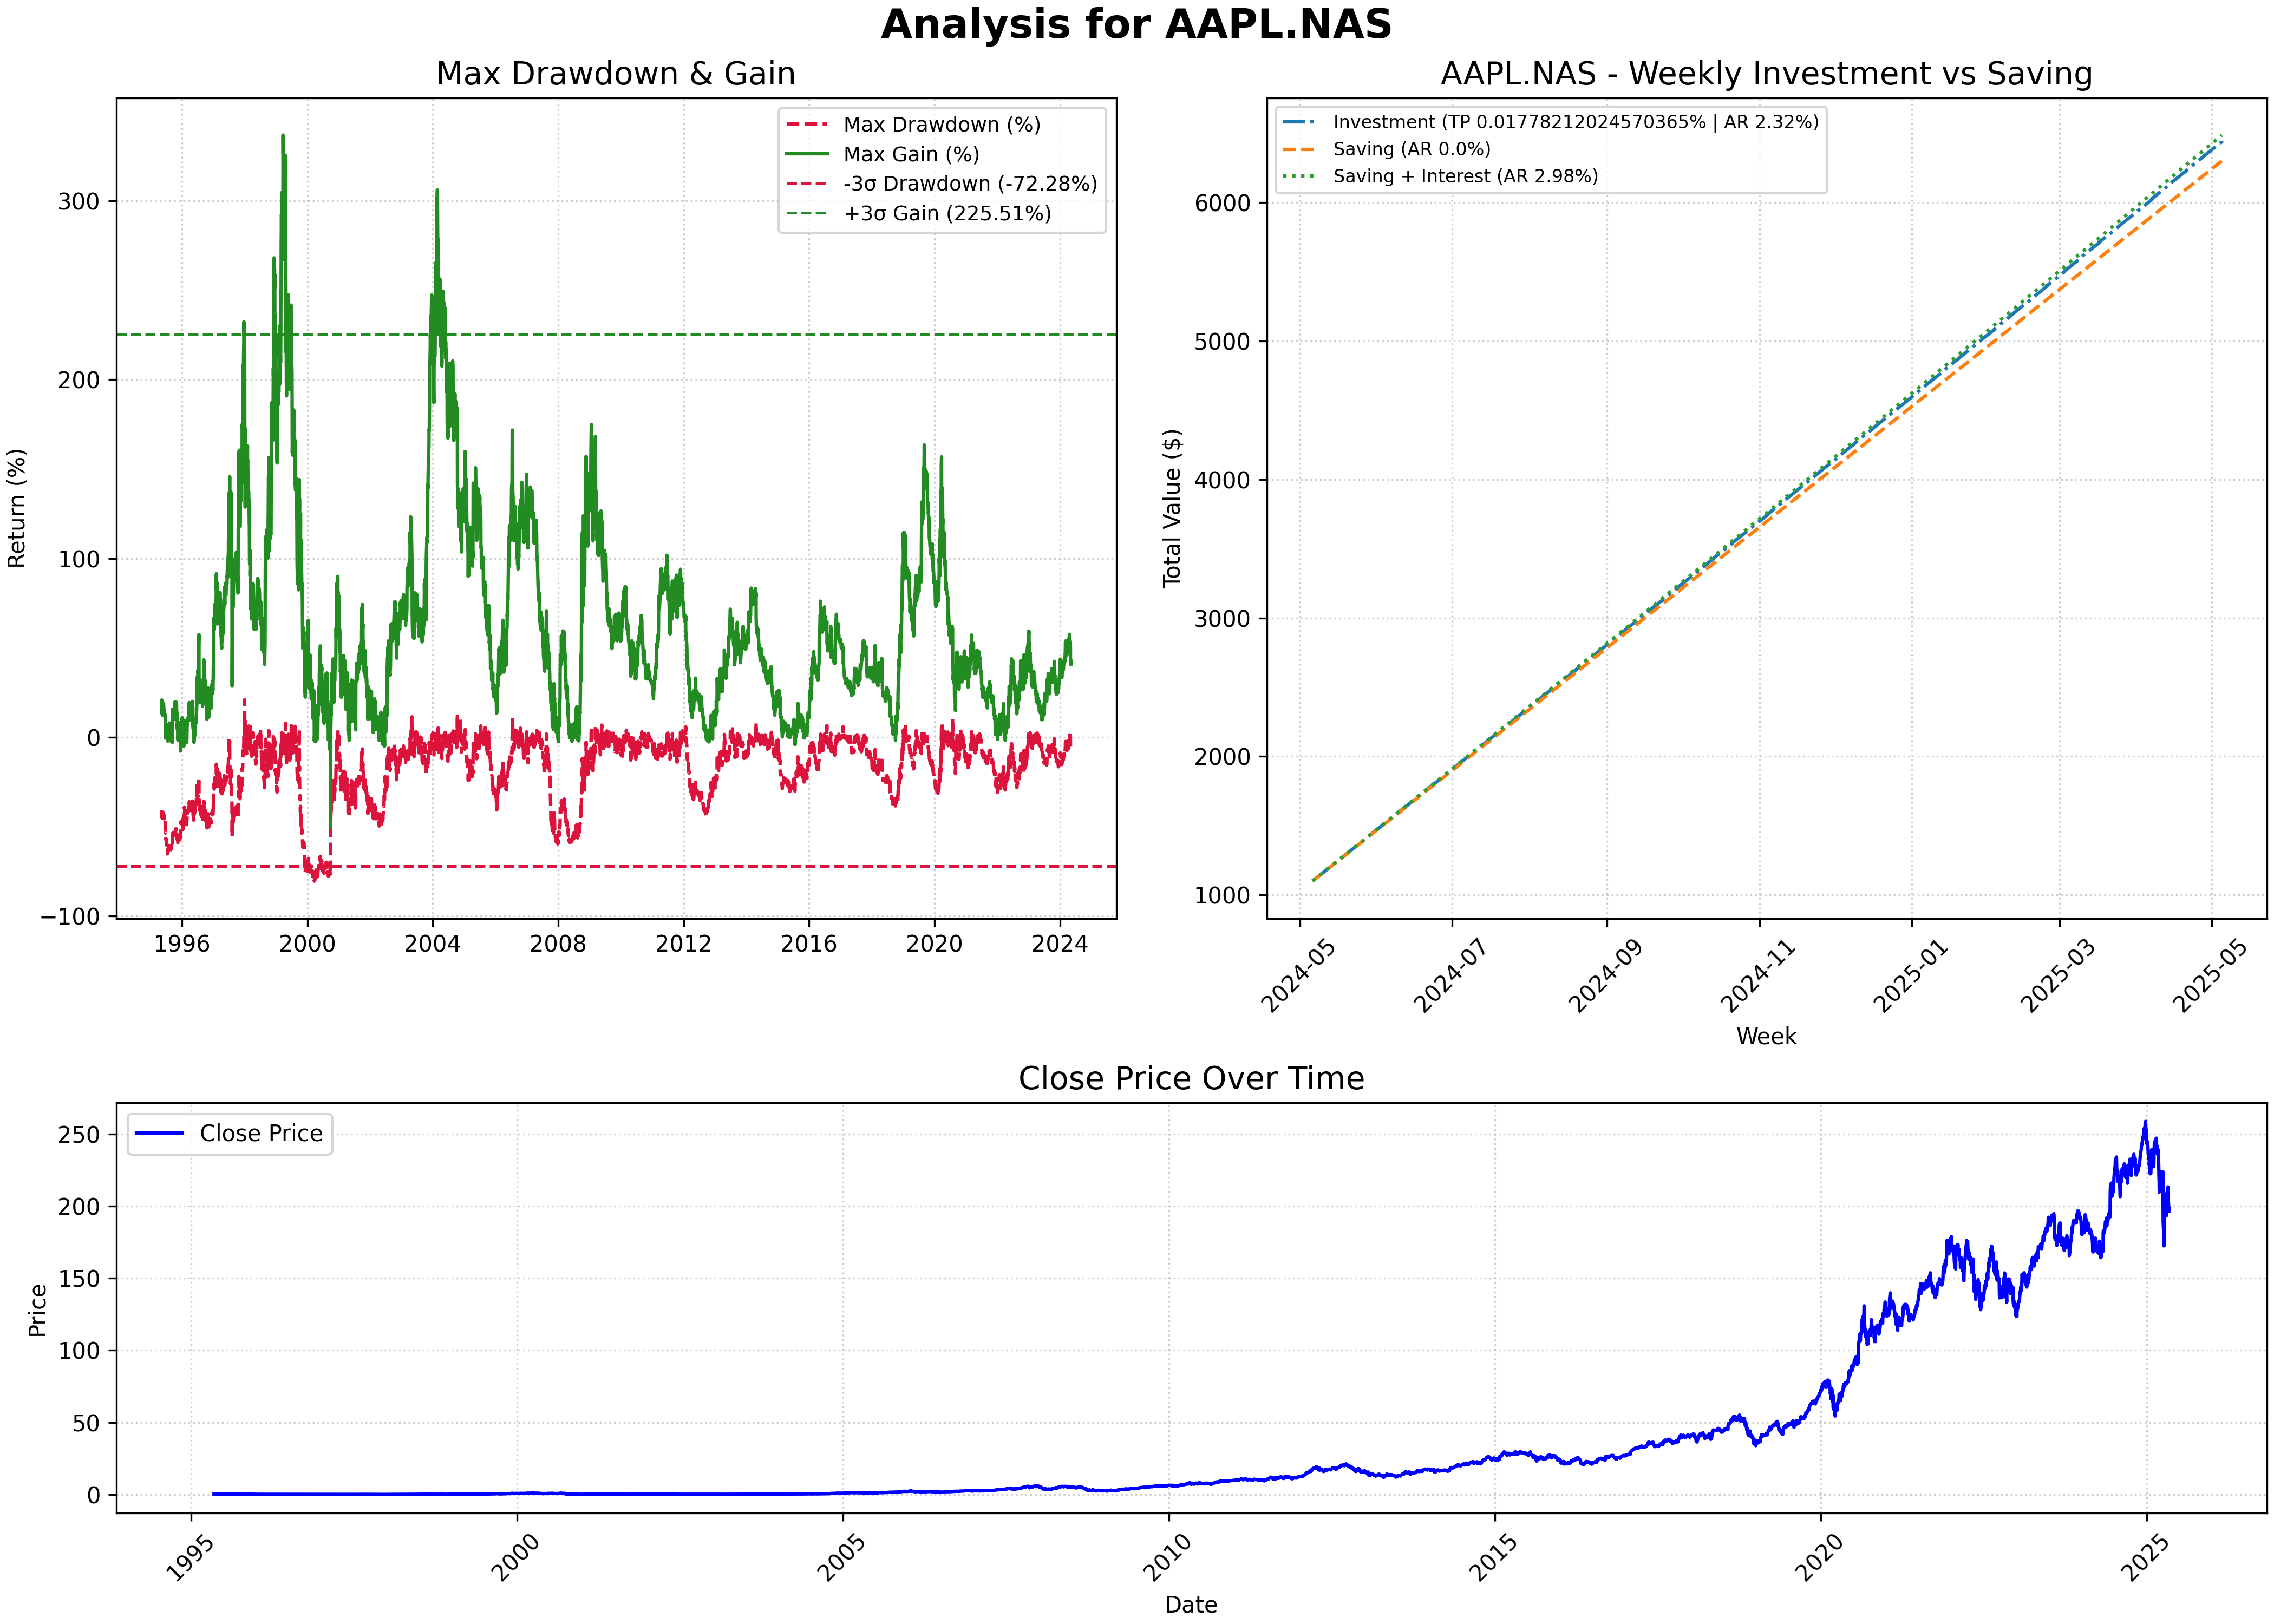 Analysis for AAPL.NAS
Max Drawdown & Gain
Return (%)
300
200
100
0
−100
1996
2000
2004
2008
2012
2016
2020
2024
Max Drawdown (%)
Max Gain (%)
-3σ Drawdown (-72.28%)
+3σ Gain (225.51%)
AAPL.NAS - Weekly Investment vs Saving
Total Value ($)
6000
5000
4000
3000
2000
1000
Investment (TP 0.01778212024570365% | AR 2.32%)
Saving (AR 0.0%)
Saving + Interest (AR 2.98%)
2024-05
2024-07
2024-09
2024-11
2025-01
2025-03
2025-05
Week
Close Price Over Time
Price
250
200
150
100
50
0
Close Price
1995
2000
2005
2010
2015
2020
2025
Date